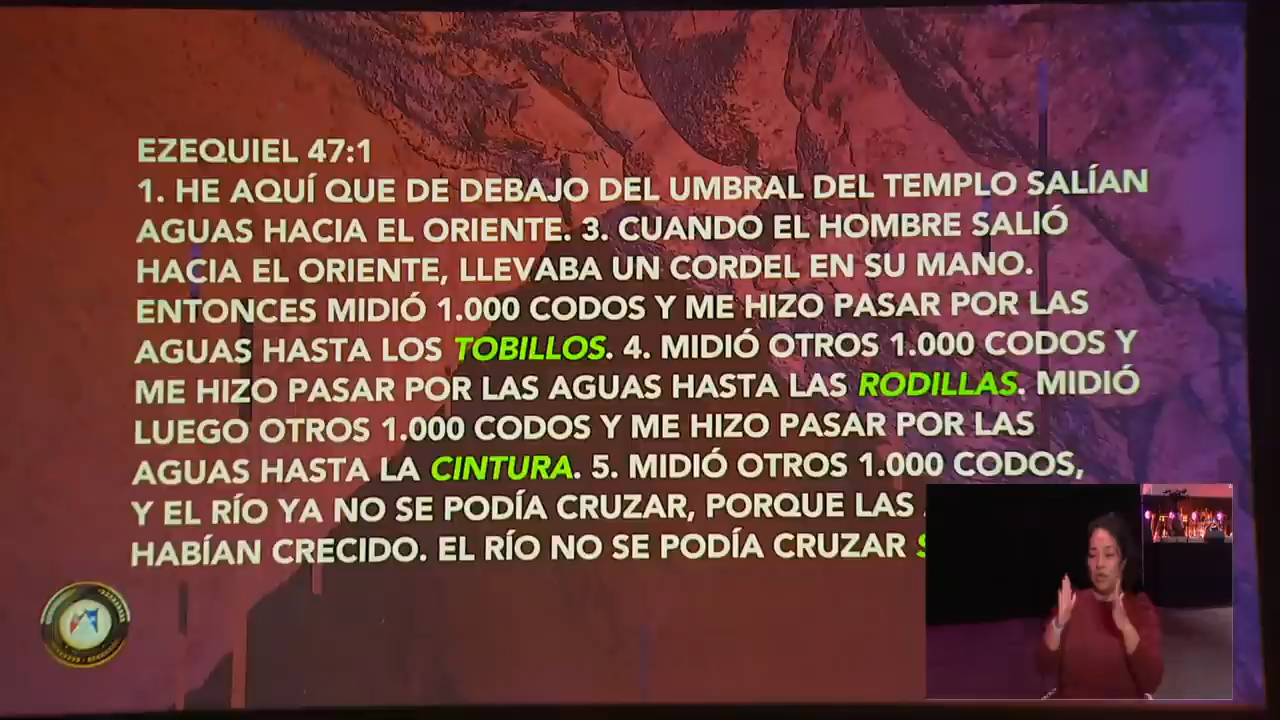 EZEQUIEL 47:1
1. HE AQUÍ QUE DE DEBAJO DEL UMBRAL DEL TEMPLO SALÍAN
AGUAS HACIA EL ORIENTE. 3. CUANDO EL HOMBRE SALIÓ
HACIA EL ORIENTE, LLEVABA UN CORDEL EN SU MANO.
ENTONCES MIDIÓ 1.000 CODOS Y ME HIZO PASAR POR LAS
AGUAS HASTA LOS TOBILLOS. 4. MIDIÓ OTROS 1.000 CODOS Y
ME HIZO PASAR POR LAS AGUAS HASTA LAS RODILLAS. MIDIÓ
LUEGO OTROS 1.000 CODOS Y ME HIZO PASAR POR LAS
AGUAS HASTA LA CINTURA. 5. MIDIÓ OTROS 1.000 CODOS,
Y EL RÍO YA NO SE PODÍA CRUZAR, PORQUE LAS
HABÍAN CRECIDO. EL RÍO NO SE PODÍA CRUZAR